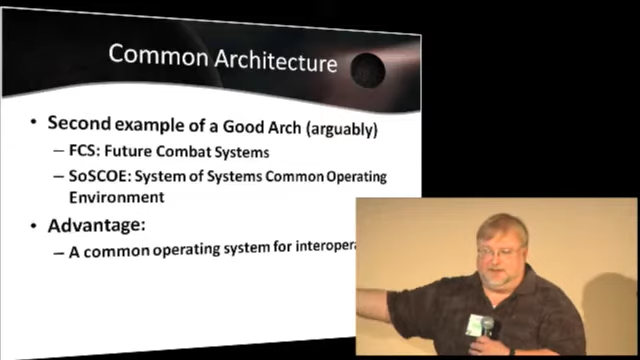 Common Architecture
• Second example of a Good Arch (arguably)
– FCS: Future Combat Systems
– SoSCOE: System of Systems Common Operating
Environment
• Advantage:
– A common operating system for